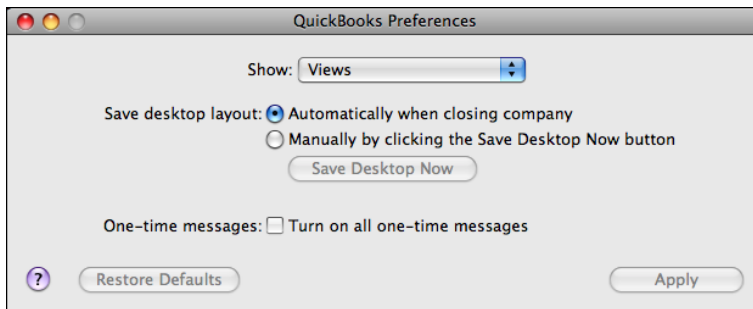 QuickBooks Preferences
Show: Views
Save desktop layout: Automatically when closing company
Manually by clicking the Save Desktop Now button
Save Desktop Now
One-time messages: Turn on all one-time messages
? Restore Defaults Apply